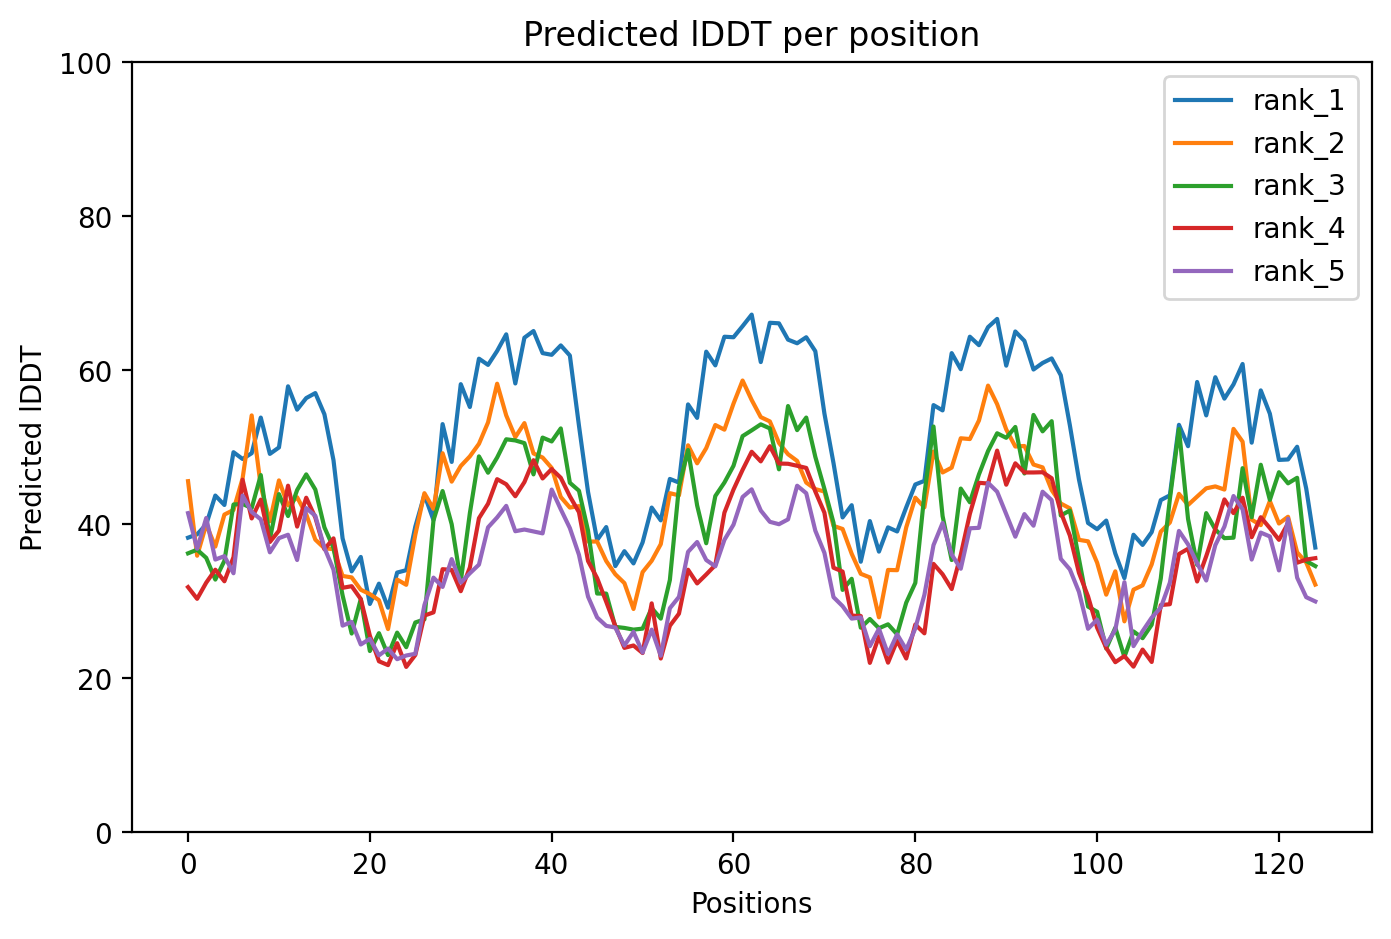 Predicted lDDT per position
100
80
60
40
20
0
Predicted lDDT
0 20 40 60 80 100 120
Positions
rank_1
rank_2
rank_3
rank_4
rank_5